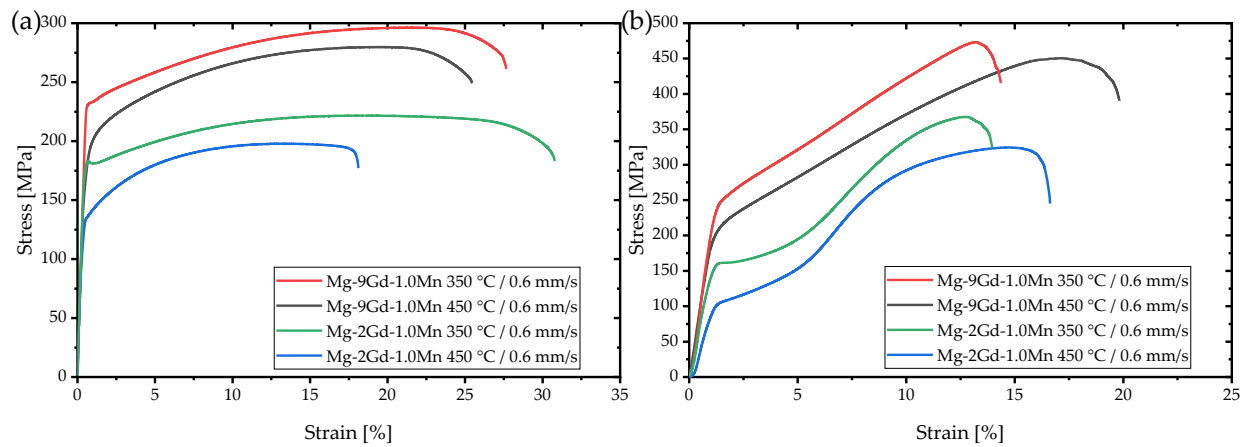 (a)
300
250
200
150
100
50
0
Stress [MPa]
0 5 10 15 20 25 30 35
Strain [%]
Mg-9Gd-1.0Mn 350 °C / 0.6 mm/s
Mg-9Gd-1.0Mn 450 °C / 0.6 mm/s
Mg-2Gd-1.0Mn 350 °C / 0.6 mm/s
Mg-2Gd-1.0Mn 450 °C / 0.6 mm/s
(b)
500
450
400
350
300
250
200
150
100
50
0
Stress [MPa]
0 5 10 15 20 25
Strain [%]
Mg-9Gd-1.0Mn 350 °C / 0.6 mm/s
Mg-9Gd-1.0Mn 450 °C / 0.6 mm/s
Mg-2Gd-1.0Mn 350 °C / 0.6 mm/s
Mg-2Gd-1.0Mn 450 °C / 0.6 mm/s